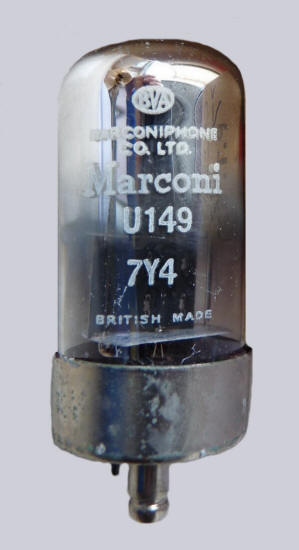 BVA
MARCONIPHONE
CO. LTD.
Marconi
U149
7Y4
BRITISH MADE